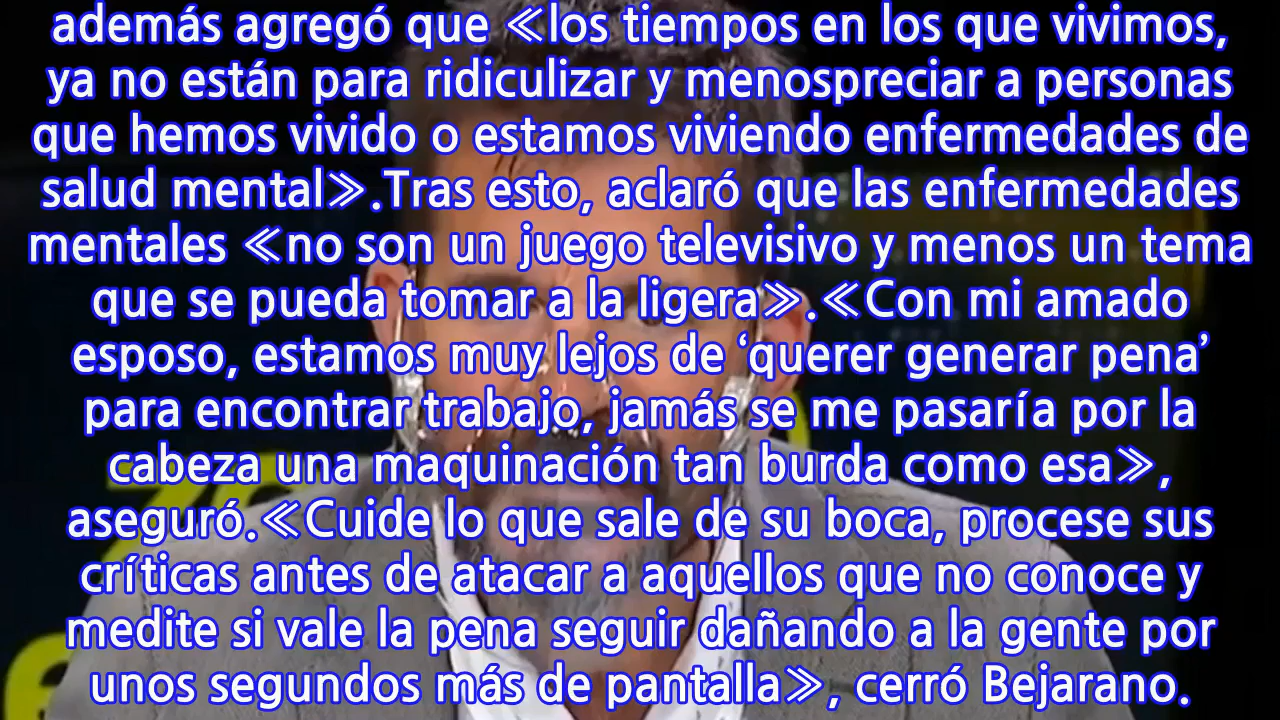 además agregó que ≪los tiempos en los que vivimos,
ya no están para ridiculizar y menospreciar a personas
que hemos vivido o estamos viviendo enfermedades de
salud mental≫.Tras esto, aclaró que las enfermedades
mentales ≪no son un juego televisivo y menos un tema
que se pueda tomar a la ligera≫.≪Con mi amado
esposo, estamos muy lejos de ‘querer generar pena’
para encontrar trabajo, jamás se me pasaría por la
cabeza una maquinación tan burda como esa≫,
aseguró.≪Cuide lo que sale de su boca, procese sus
críticas antes de atacar a aquellos que no conoce y
medite si vale la pena seguir dañando a la gente por
unos segundos más de pantalla≫, cerró Bejarano.